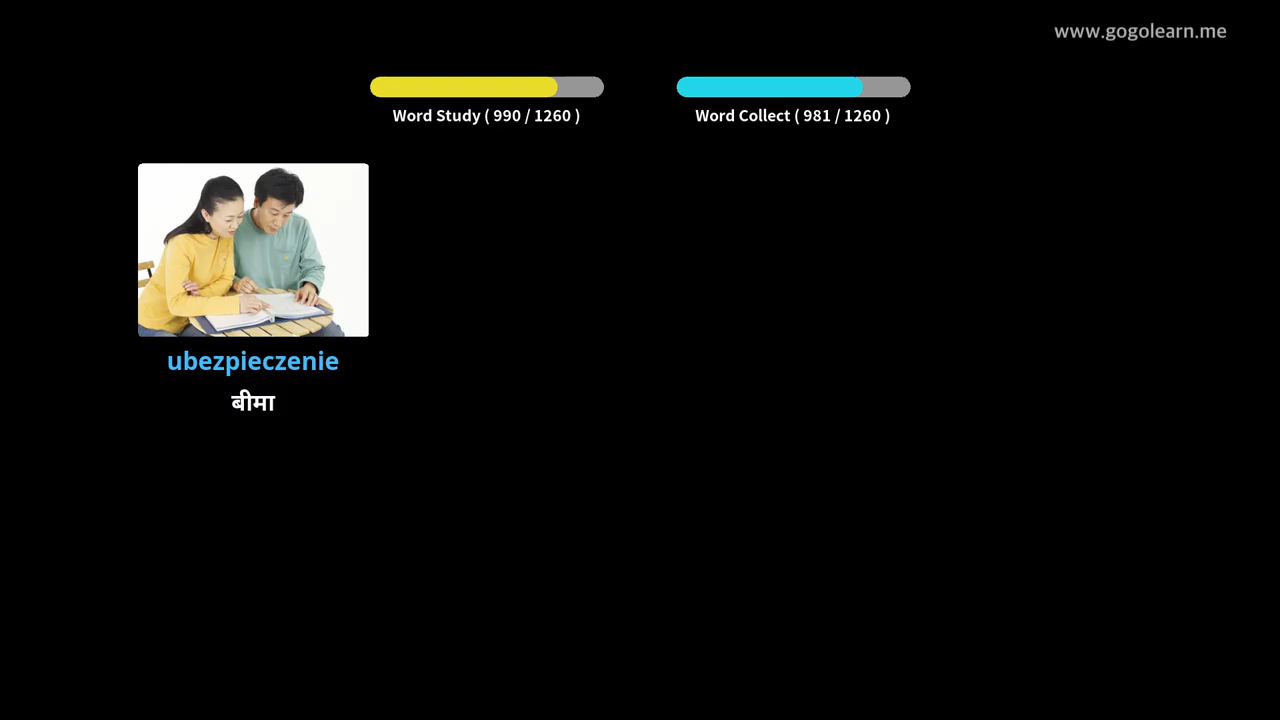 www.gogolearn.me
Word Study ( 990 / 1260 )
Word Collect ( 981 / 1260 )
ubezpieczenie
बीमा